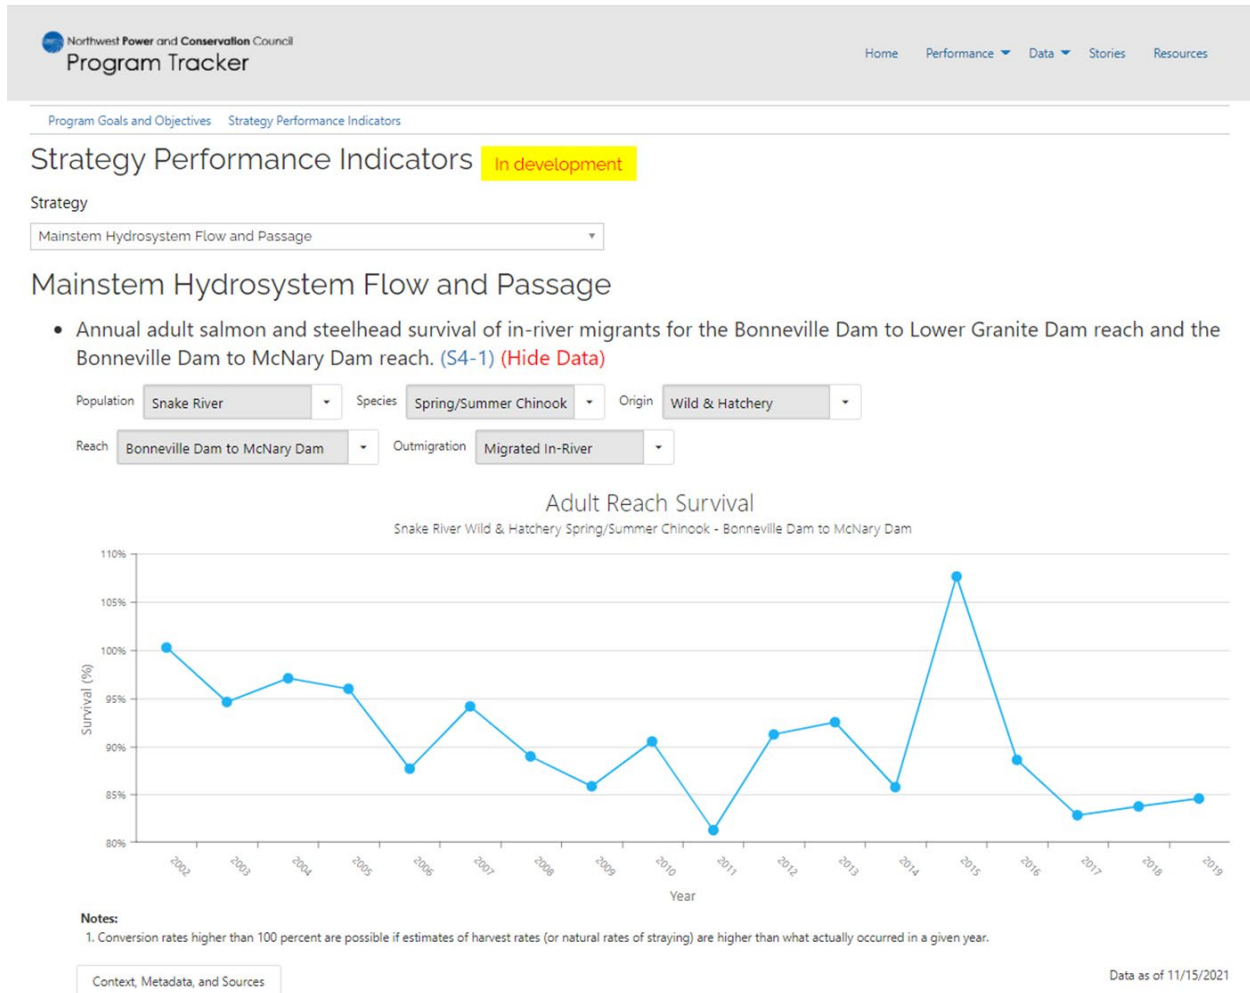 Northwest Power and Conservation Council
Program Tracker
Home Performance Data Stories Resources
Program Goals and Objectives Strategy Performance Indicators
Strategy Performance Indicators In development
Strategy
Mainstem Hydrosystem Flow and Passage
Mainstem Hydrosystem Flow and Passage
• Annual adult salmon and steelhead survival of in-river migrants for the Bonneville Dam to Lower Granite Dam reach and the
Bonneville Dam to McNary Dam reach. (S4-1) (Hide Data)
Population Snake River Species Spring/Summer Chinook Origin Wild & Hatchery
Reach Bonneville Dam to McNary Dam Outmigration Migrated In-River
Adult Reach Survival
Snake River Wild & Hatchery Spring/Summer Chinook - Bonneville Dam to McNary Dam
Survival (%)
110%
105%
100%
95%
90%
85%
80%
2002 2003 2004 2005 2006 2007 2008 2009 2010 2011 2012 2013 2014 2015 2016 2017 2018 2019
Year
Notes:
1. Conversion rates higher than 100 percent are possible if estimates of harvest rates (or natural rates of straying) are higher than what actually occurred in a given year.
Context, Metadata, and Sources
Data as of 11/15/2021